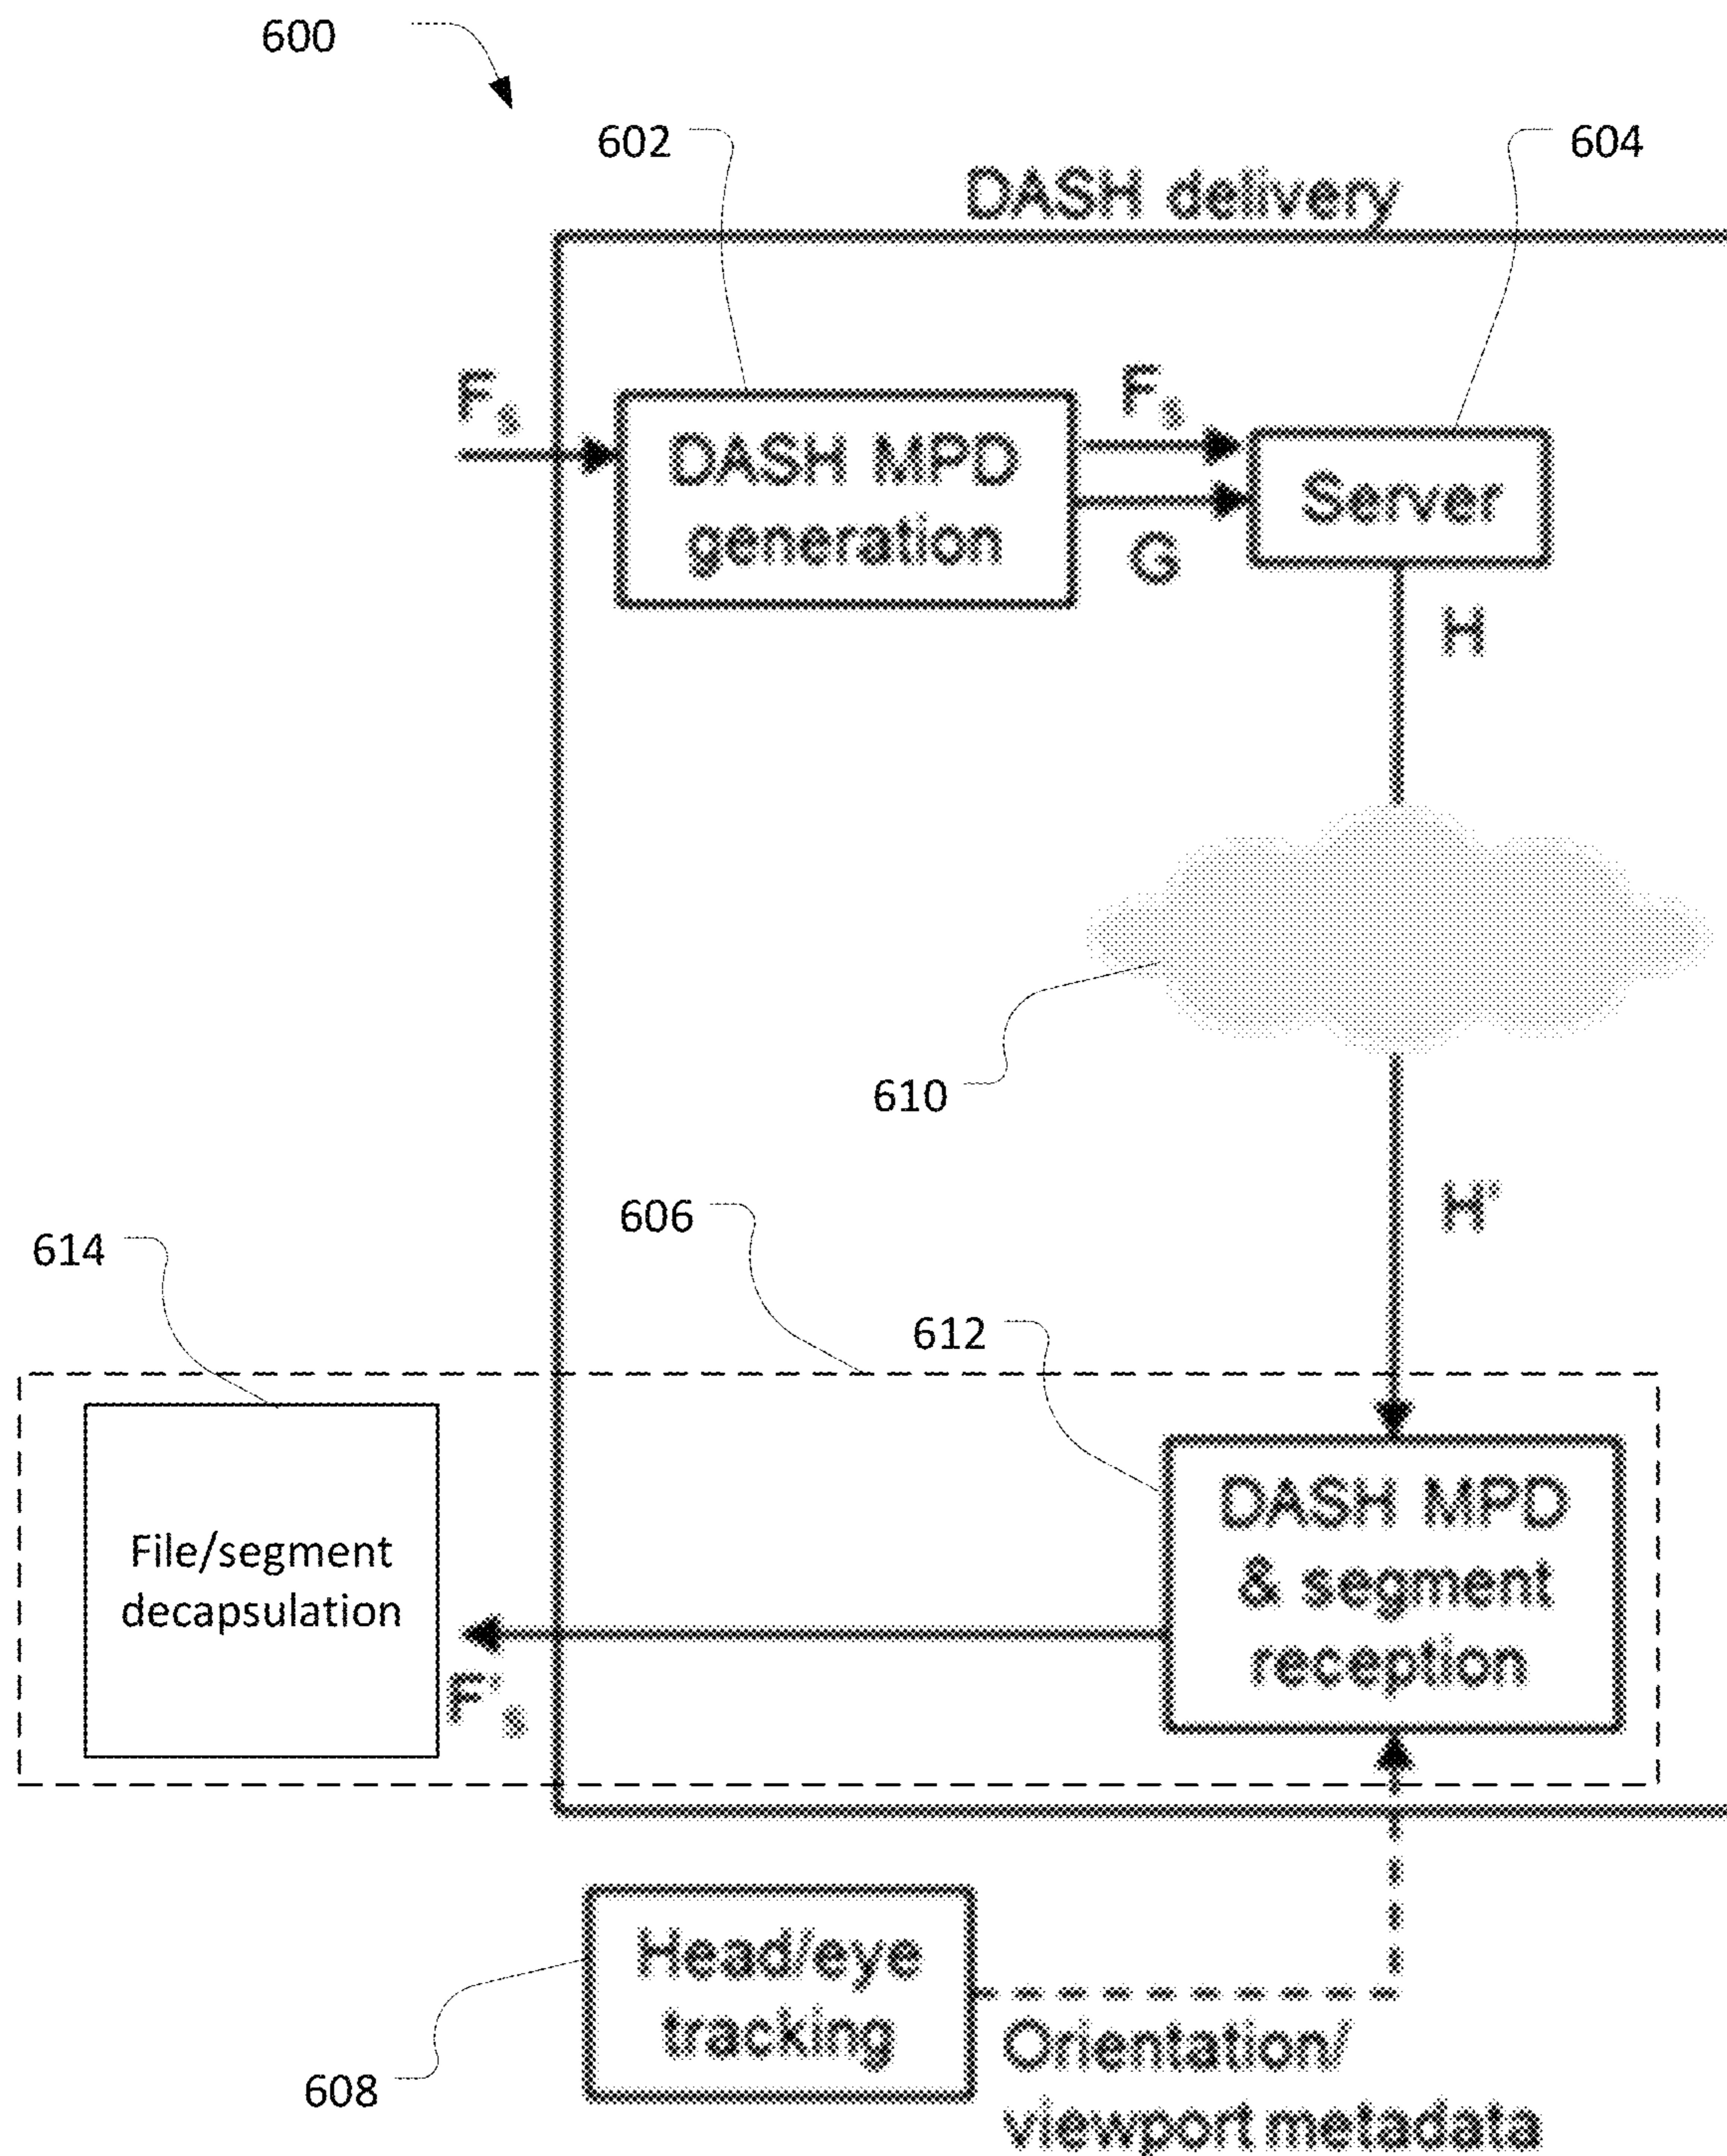 600
602
604
DASH delivery
Fs
Fs
DASH MPD
generation
G
Server
H
610
H'
606
614
612
File/segment
decapsulation
DASH MPD
& segment
reception
F's
Head/eye
tracking
608
Orientation/
viewport metadata